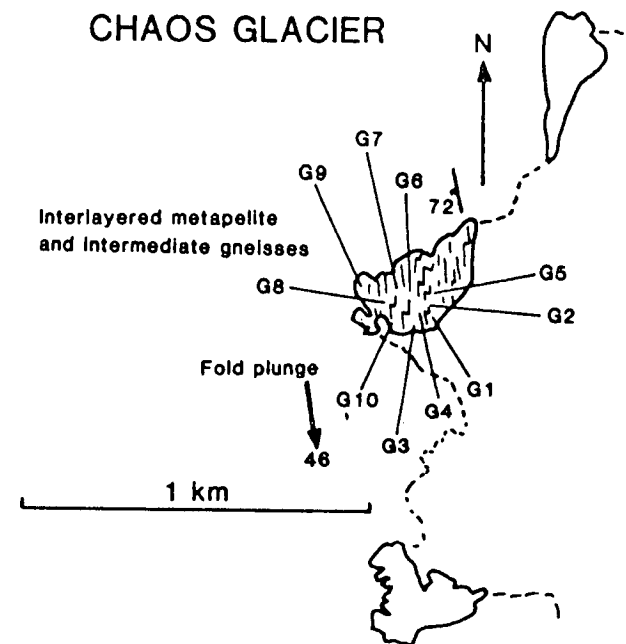 CHAOS GLACIER
N
G7
G9
G6
72
Interlayered metapelite
and intermediate gneisses
G5
G8
G2
Fold plunge
G10
G1
G4
G3
46
1 km